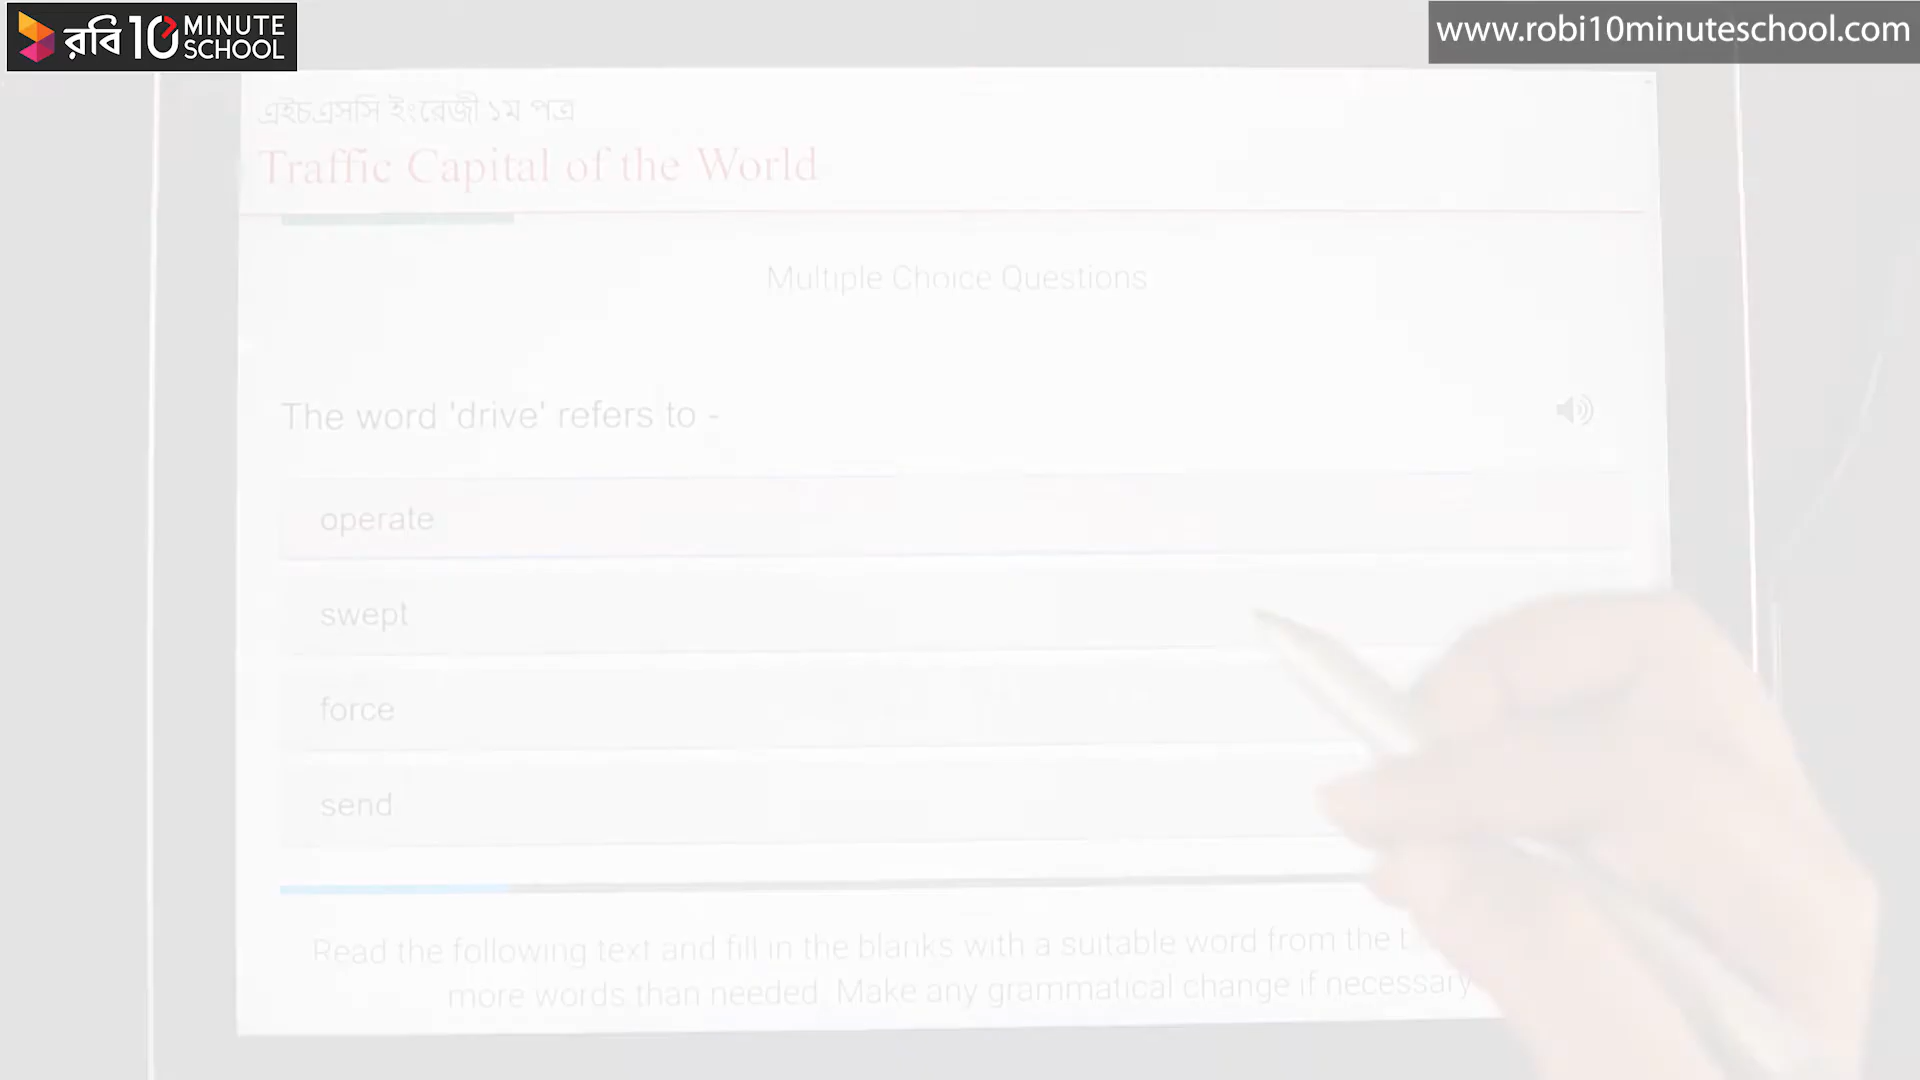 রবি 10 MINUTE SCHOOL
www.robi10minuteschool.com
এইচএসসি ইংরেজী ১ম পত্র
Traffic Capital of the World
Multiple Choice Questions
The word 'drive' refers to -
operate
swept
force
send
Read the following text and fill in the blanks with a suitable word from the
more words than needed. Make any grammatical change if necessary